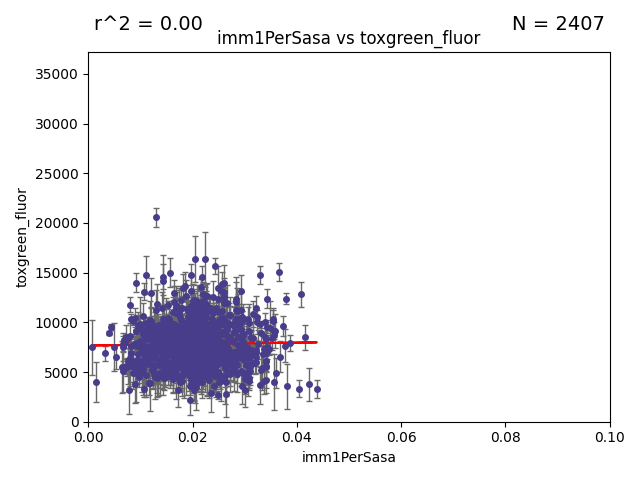 r^2 = 0.00
N = 2407
imm1PerSasa vs toxgreen_fluor
35000
30000
25000
20000
15000
10000
5000
0
toxgreen_fluor
0.00 0.02 0.04 0.06 0.08 0.10
imm1PerSasa